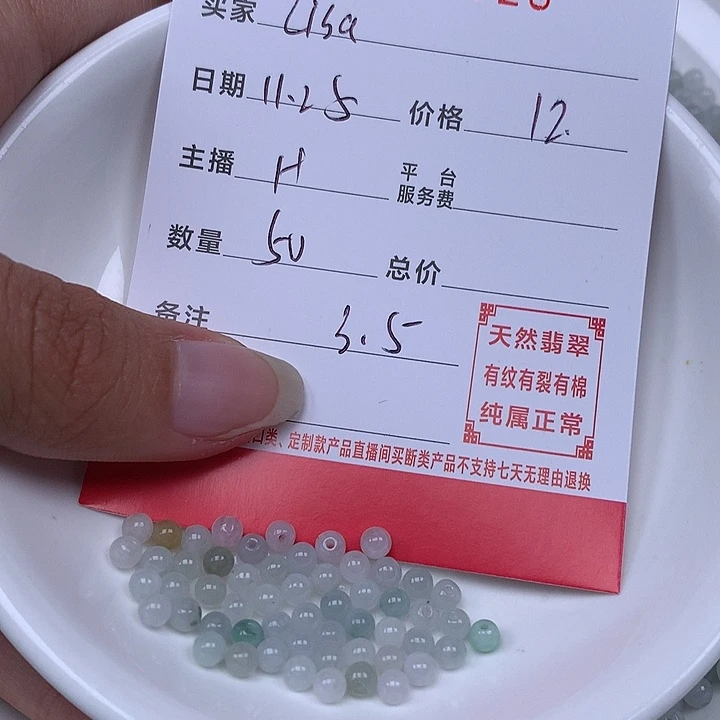 买家 Lisa
日期 11.25 价格 12.
主播 H 平台服务费
数量 50 总价
备注 3.5
天然翡翠
有纹有裂有棉
纯属正常
类、定制款产品直播间买断类产品不支持七天无理由退换